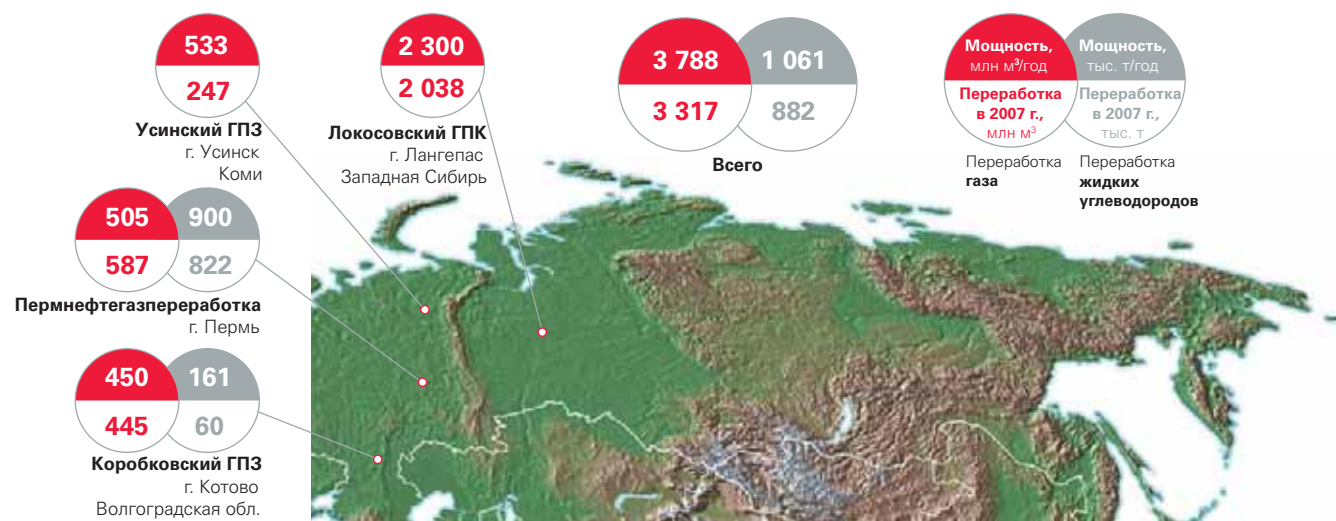 533
247
Усинский ГПЗ
г. Усинск
Коми
2 300
2 038
Локосовский ГПК
г. Лангепас
Западная Сибирь
3 788
1 061
3 317
882
Всего
Мощность,
млн м³/год
Мощность,
тыс. т/год
Переработка
в 2007 г.,
млн м³
Переработка
в 2007 г.,
тыс. т
Переработка
газа
Переработка
жидких
углеводородов
505
900
587
822
Пермнефтегазпереработка
г. Пермь
450
161
445
60
Коробковский ГПЗ
г. Котово
Волгоградская обл.